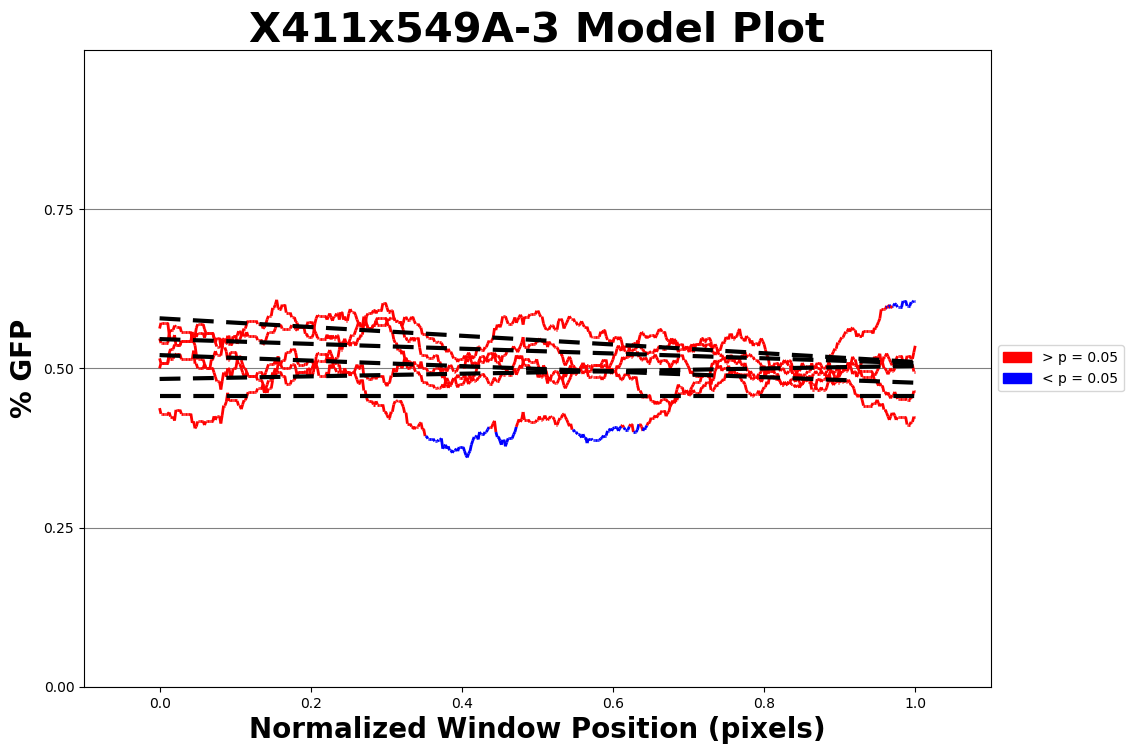 X411x549A-3 Model Plot
% GFP
0.75
0.50
0.25
0.00
0.0 0.2 0.4 0.6 0.8 1.0
Normalized Window Position (pixels)
> p = 0.05
< p = 0.05